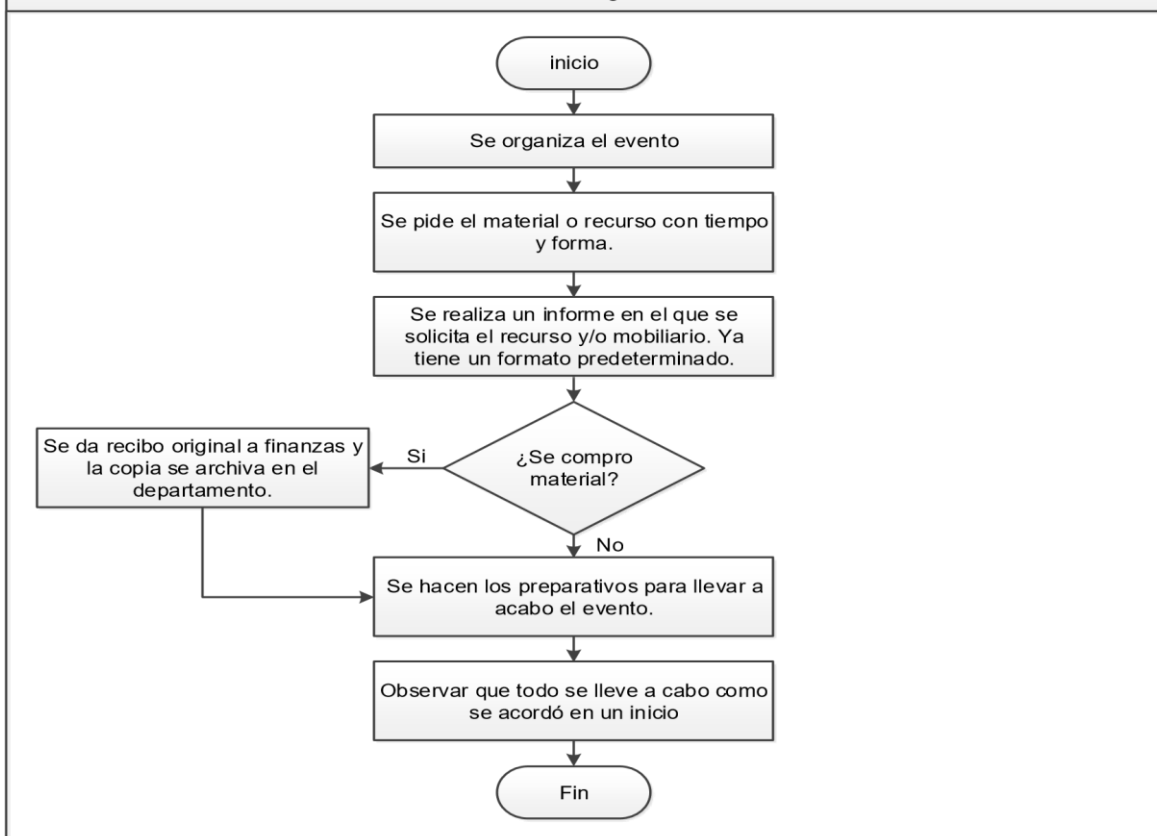 inicio
Se organiza el evento
Se pide el material o recurso con tiempo
y forma.
Se realiza un informe en el que se
solicita el recurso y/o mobiliario. Ya
tiene un formato predeterminado.
¿Se compro
material?
Si
Se da recibo original a finanzas y
la copia se archiva en el
departamento.
No
Se hacen los preparativos para llevar a
acabo el evento.
Observar que todo se lleve a cabo como
se acordó en un inicio
Fin